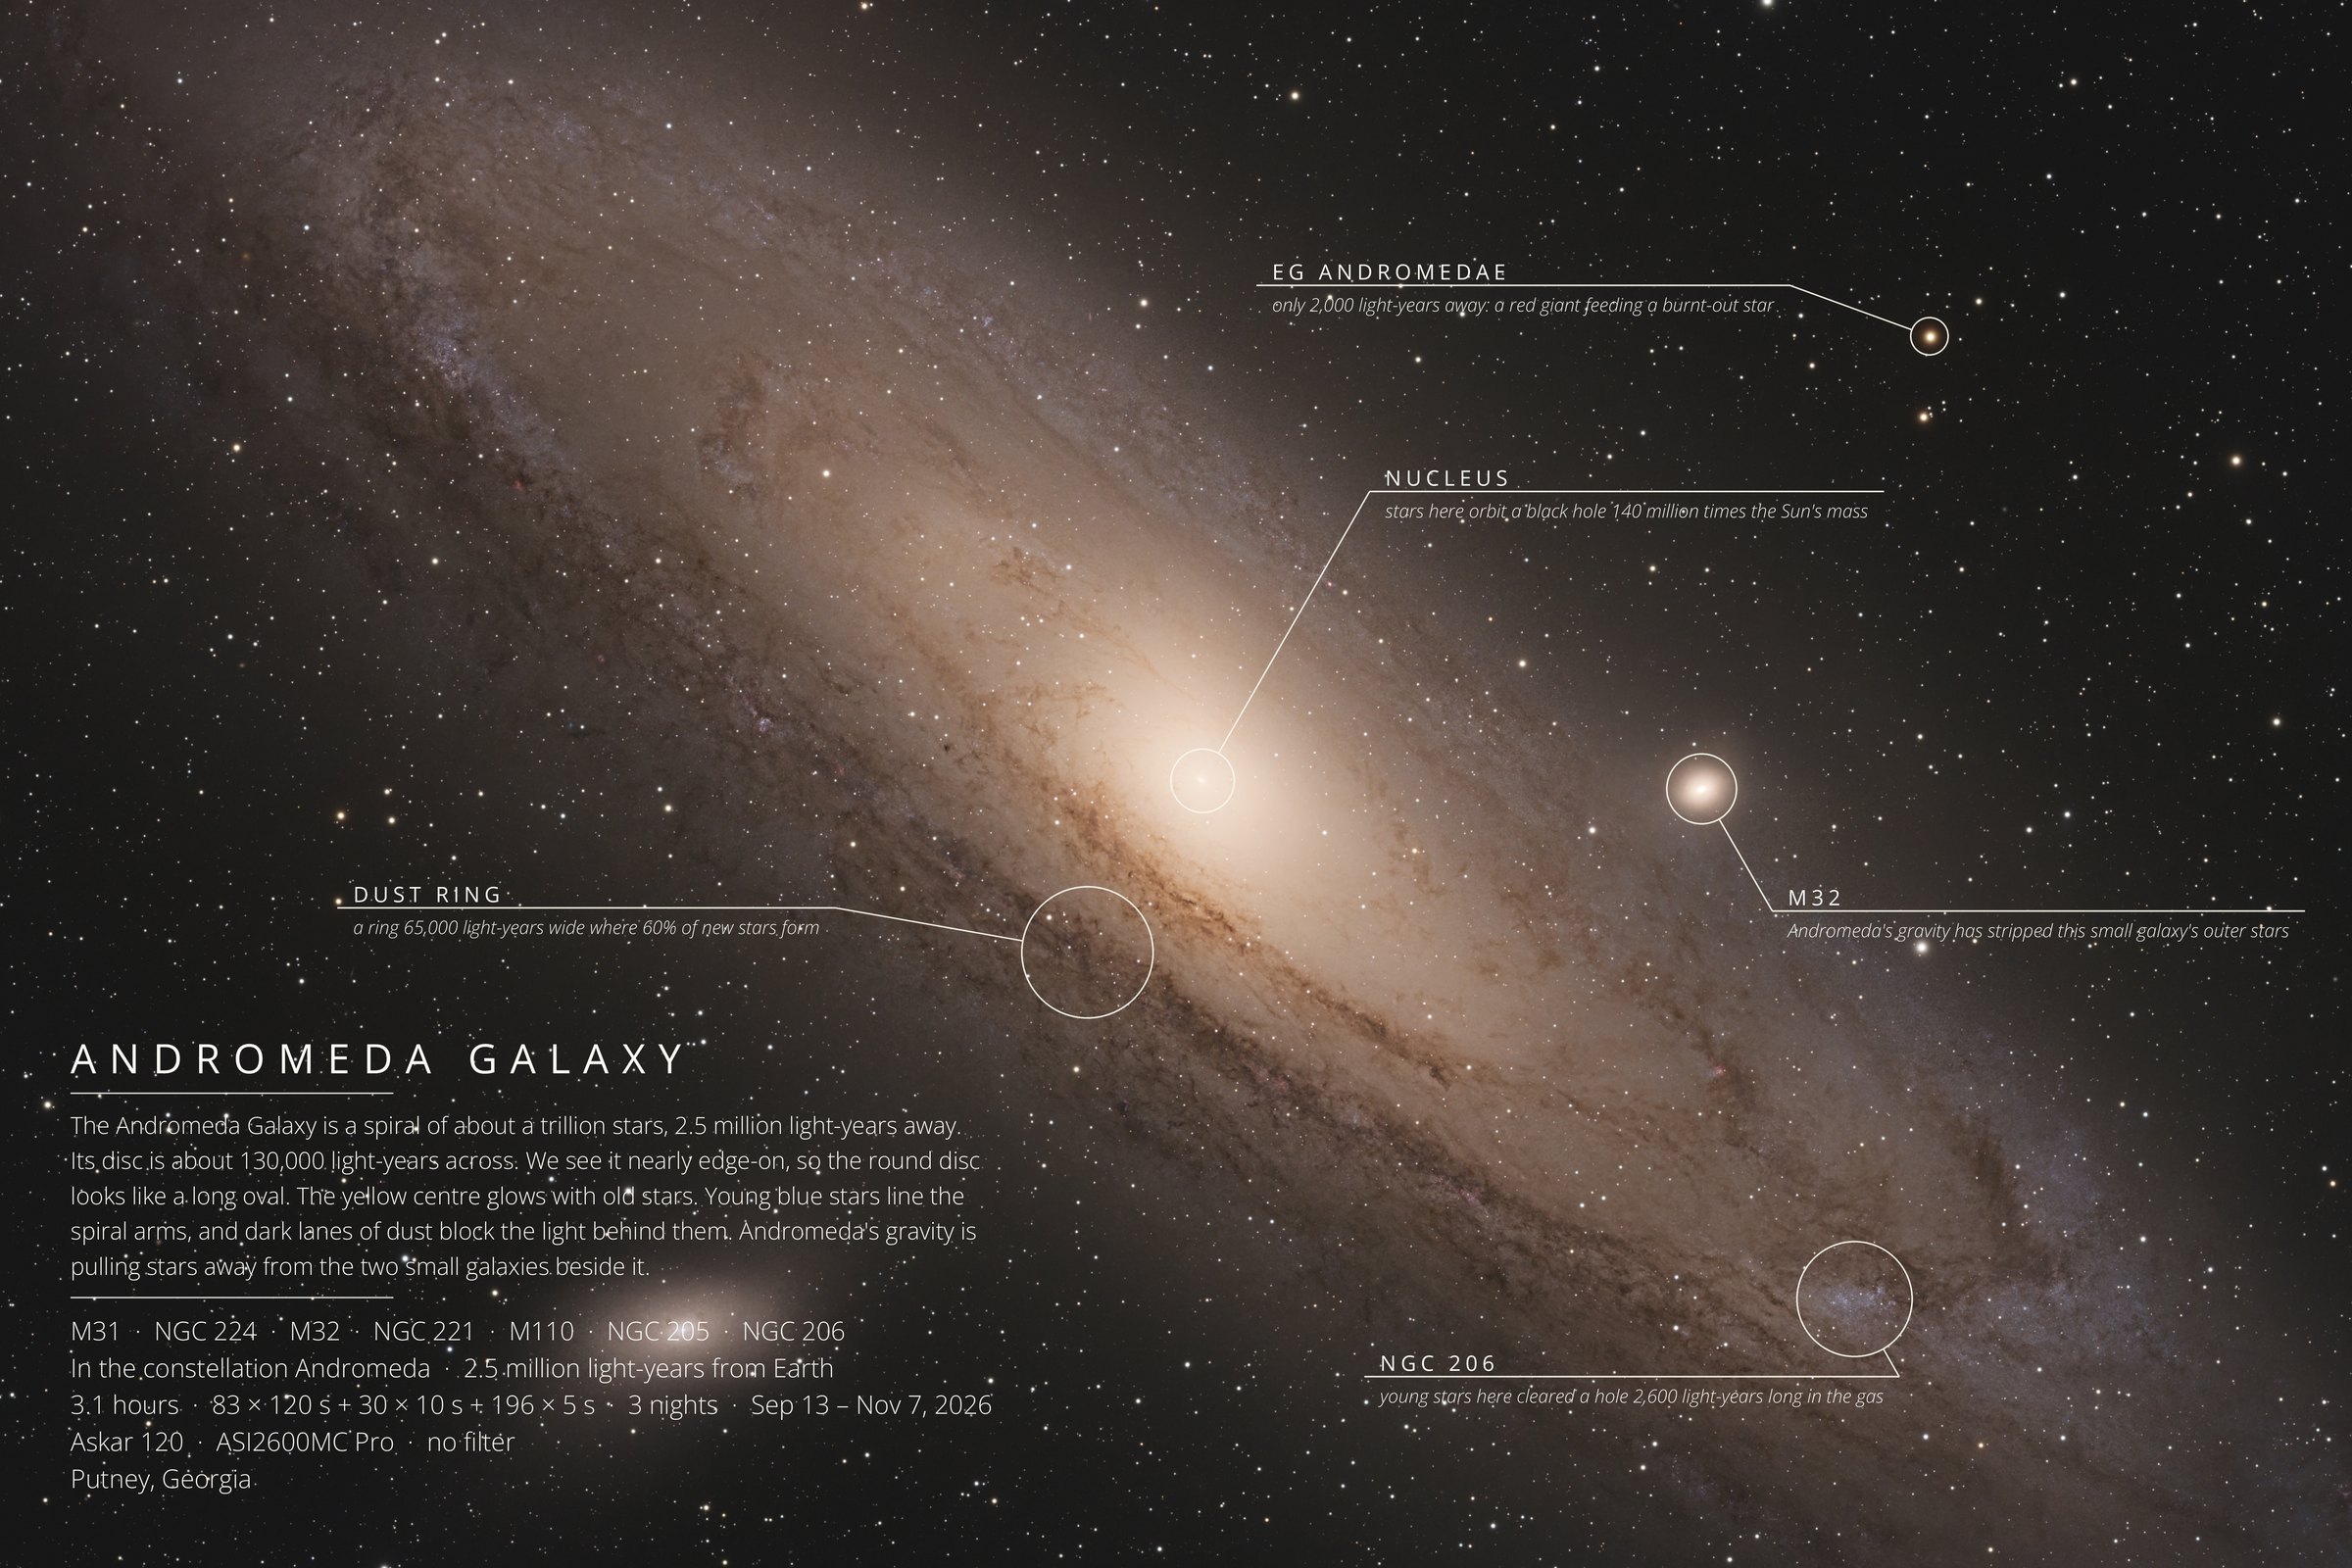 EG ANDROMEDAE
only 2,000 light-years away: a red giant feeding a burnt-out star
NUCLEUS
stars here orbit a black hole 140 million times the Sun's mass
DUST RING
a ring 65,000 light-years wide where 60% of new stars form
M32
Andromeda's gravity has stripped this small galaxy's outer stars
ANDROMEDA GALAXY
The Andromeda Galaxy is a spiral of about a trillion stars, 2.5 million light-years away.
Its disc is about 130,000 light-years across. We see it nearly edge-on, so the round disc
looks like a long oval. The yellow centre glows with old stars. Young blue stars line the
spiral arms, and dark lanes of dust block the light behind them. Andromeda's gravity is
pulling stars away from the two small galaxies beside it.
M31 · NGC 224 · M32 · NGC 221 · M110 · NGC 205 · NGC 206
In the constellation Andromeda · 2.5 million light-years from Earth
3.1 hours · 83 × 120 s + 30 × 10 s + 196 × 5 s · 3 nights · Sep 13 – Nov 7, 2026
Askar 120 · ASI2600MC Pro · no filter
Putney, Georgia
NGC 206
young stars here cleared a hole 2,600 light-years long in the gas